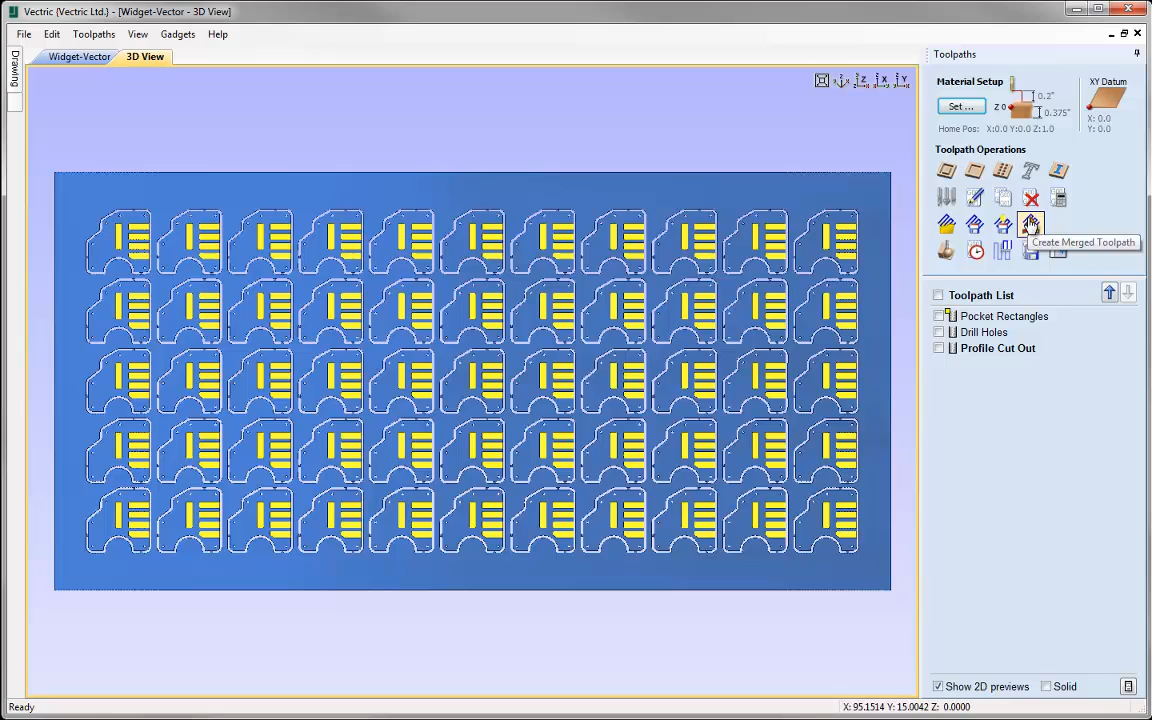 Vectric {Vectric Ltd.} - [Widget-Vector - 3D View]
File Edit Toolpaths View Gadgets Help
Drawing
Widget-Vector 3D View
Z X Y
Toolpaths
Material Setup
XY Datum
Set ...
Z 0
0.2"
0.375"
X: 0.0
Y: 0.0
Home Pos: X:0.0 Y:0.0 Z:1.0
Toolpath Operations
Create Merged Toolpath
Toolpath List
Pocket Rectangles
Drill Holes
Profile Cut Out
Show 2D previews Solid
Ready
X: 95.1514 Y: 15.0042 Z: 0.0000